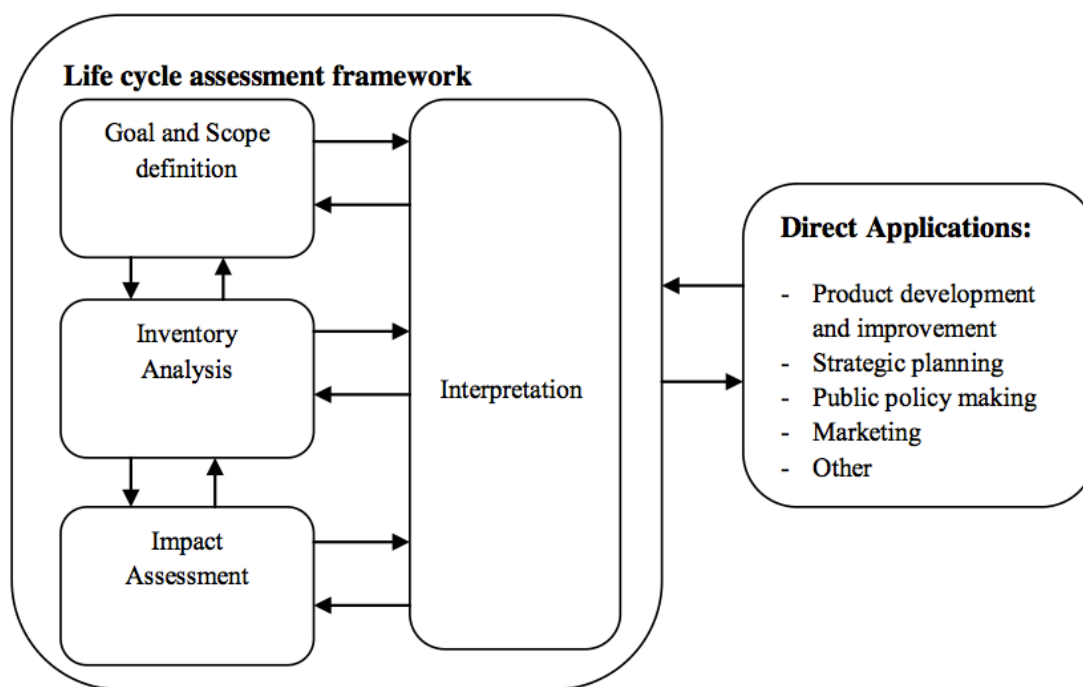 Life cycle assessment framework
Goal and Scope
definition
Inventory
Analysis
Impact
Assessment
Interpretation
Direct Applications:
- Product development
and improvement
- Strategic planning
- Public policy making
- Marketing
- Other